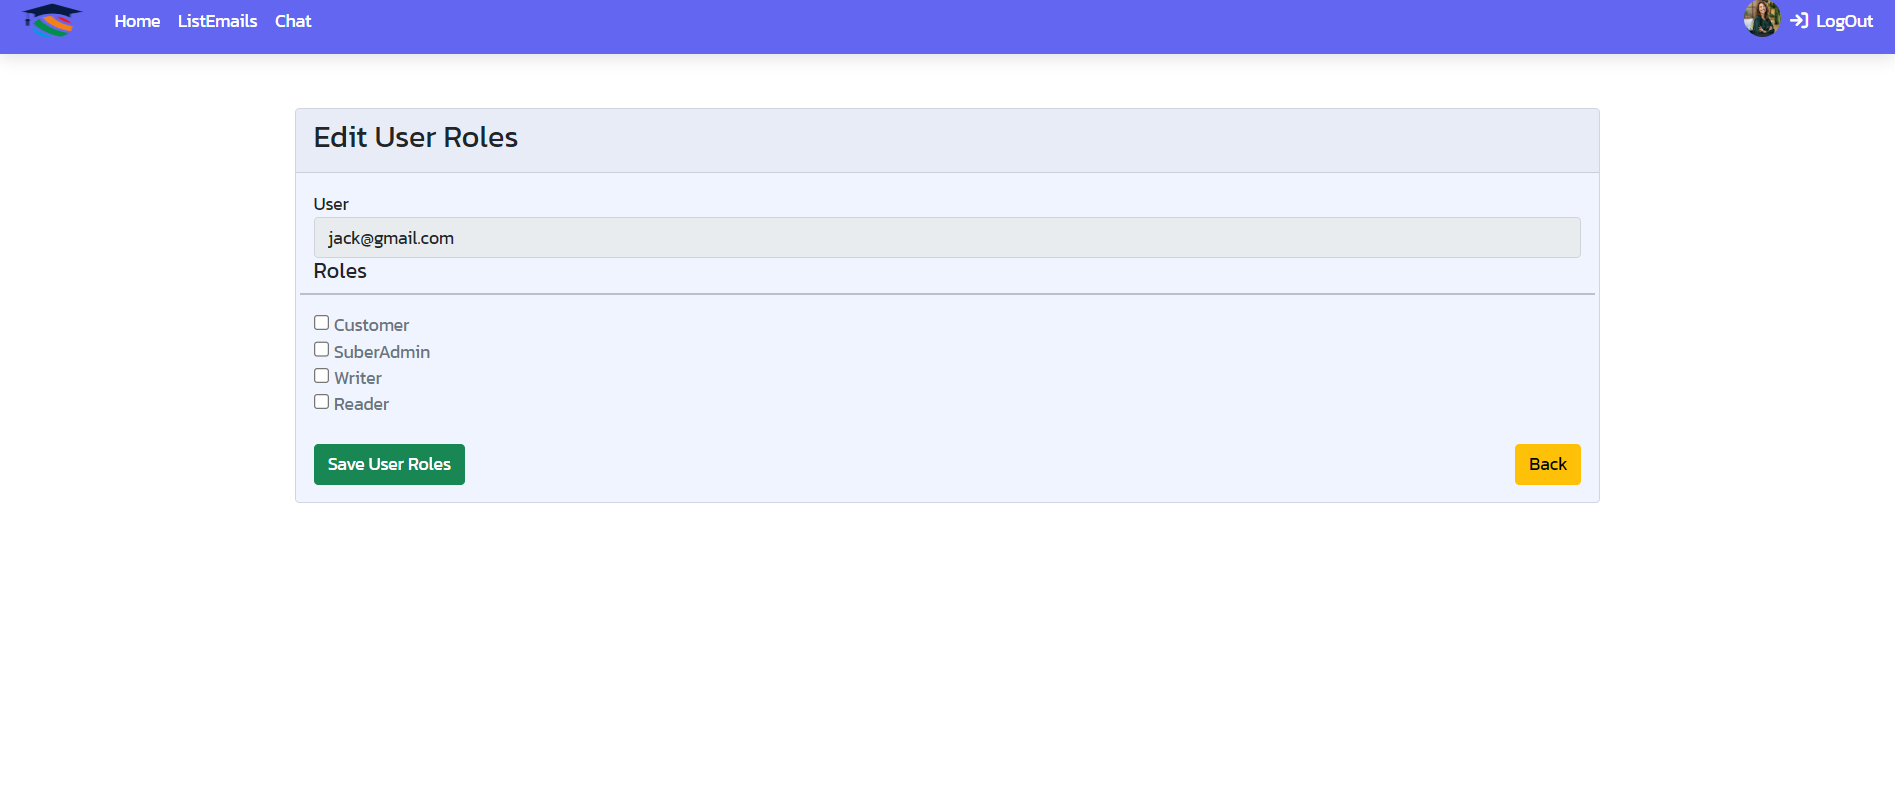 Home ListEmails Chat LogOut
Edit User Roles
User
jack@gmail.com
Roles
Customer
SuberAdmin
Writer
Reader
Save User Roles Back